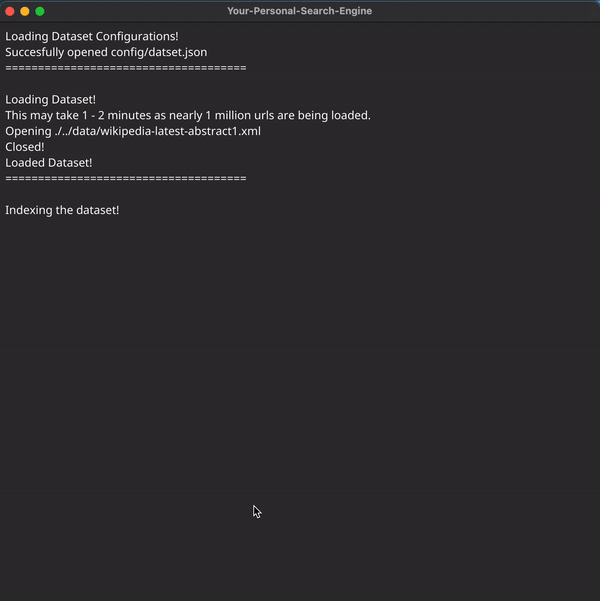 Your-Personal-Search-Engine
Loading Dataset Configurations!
Succesfully opened config/datset.json
=====================================
Loading Dataset!
This may take 1 - 2 minutes as nearly 1 million urls are being loaded.
Opening ./../data/wikipedia-latest-abstract1.xml
Closed!
Loaded Dataset!
=====================================
Indexing the dataset!